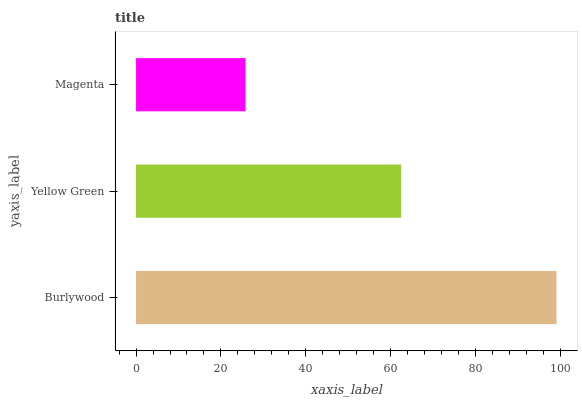 title
Magenta
Yellow Green
Burlywood
yaxis_label
0 20 40 60 80 100
xaxis_label